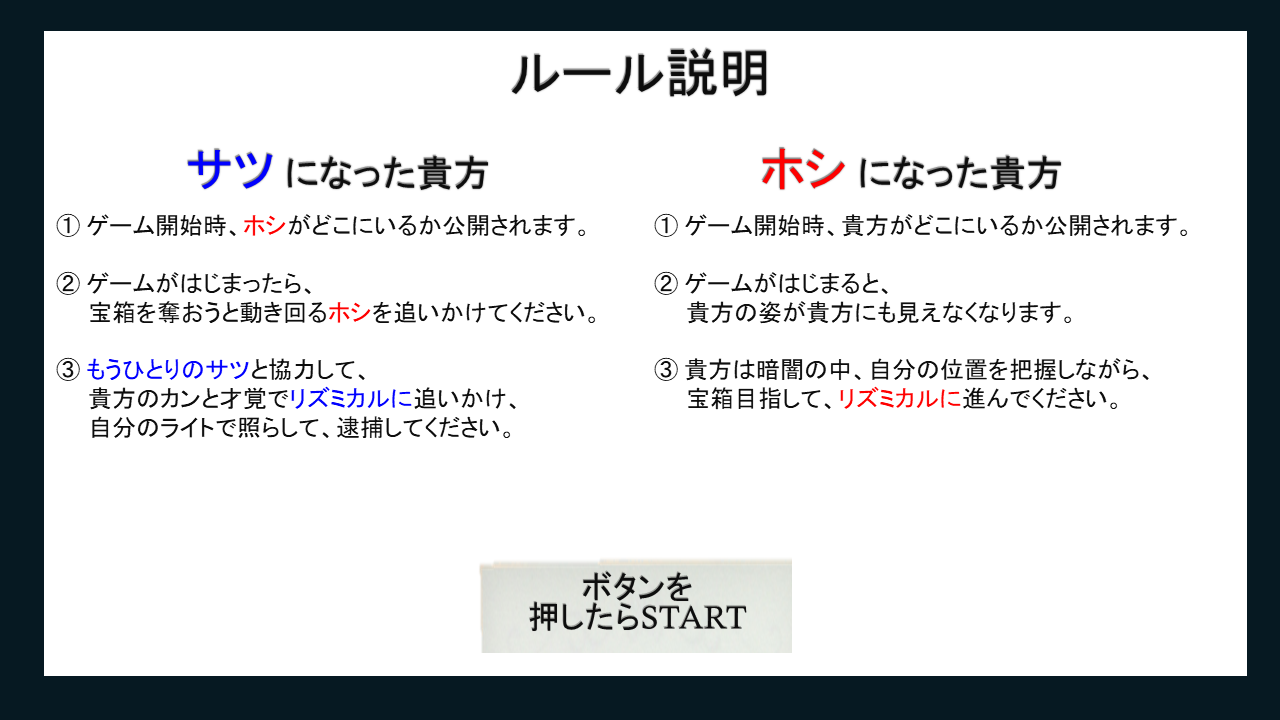 ルール説明
サツ になった貴方
① ゲーム開始時、ホシがどこにいるか公開されます。
② ゲームがはじまったら、
宝箱を奪おうと動き回るホシを追いかけてください。
③ もうひとりのサツと協力して、
貴方のカンと才覚でリズミカルに追いかけ、
自分のライトで照らして、逮捕してください。
ホシ になった貴方
① ゲーム開始時、貴方がどこにいるか公開されます。
② ゲームがはじまると、
貴方の姿が貴方にも見えなくなります。
③ 貴方は暗闇の中、自分の位置を把握しながら、
宝箱目指して、リズミカルに進んでください。
ボタンを
押したらSTART